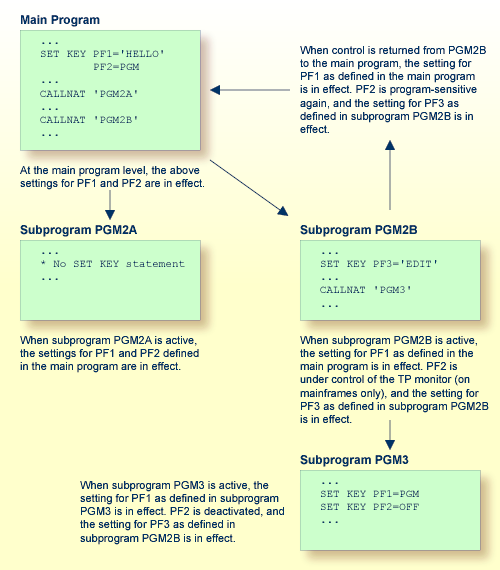 Main Program
...
SET KEY PF1='HELLO'
PF2=PGM
...
CALLNAT 'PGM2A'
...
CALLNAT 'PGM2B'
...
At the main program level, the above
settings for PF1 and PF2 are in effect.
When control is returned from PGM2B
to the main program, the setting for
PF1 as defined in the main program
is in effect. PF2 is program-sensitive
again, and the setting for PF3 as
defined in subprogram PGM2B is in
effect.
Subprogram PGM2A
...
* No SET KEY statement
...
When subprogram PGM2A is active,
the settings for PF1 and PF2 defined
in the main program are in effect.
Subprogram PGM2B
...
SET KEY PF3='EDIT'
...
CALLNAT 'PGM3'
...
When subprogram PGM2B is active,
the setting for PF1 as defined in the
main program is in effect. PF2 is
under control of the TP monitor (on
mainframes only), and the setting for
PF3 as defined in subprogram PGM2B
is in effect.
Subprogram PGM3
...
SET KEY PF1=PGM
SET KEY PF2=OFF
...
When subprogram PGM3 is active, the
setting for PF1 as defined in subprogram
PGM3 is in effect. PF2 is deactivated, and
the setting for PF3 as defined in
subprogram PGM2B is in effect.